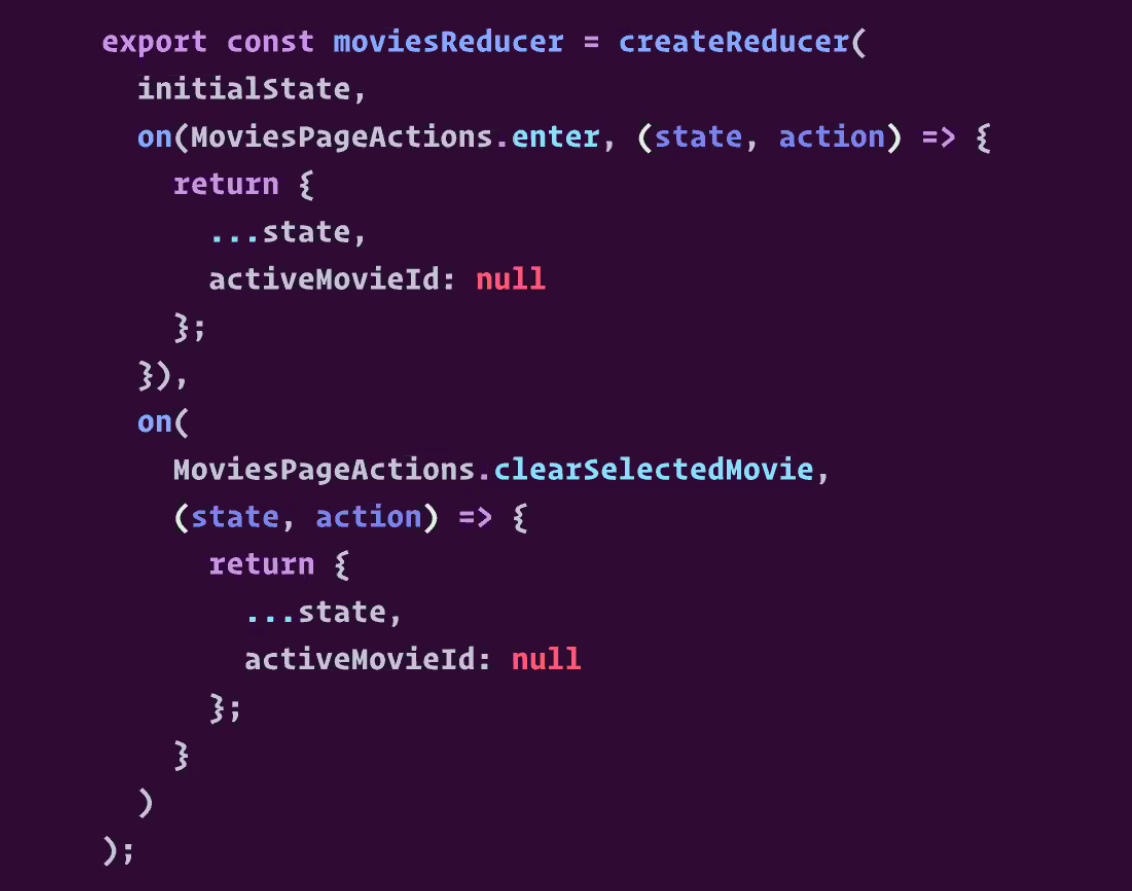 export const moviesReducer = createReducer(
  initialState,
  on(MoviesPageActions.enter, (state, action) => {
    return {
      ...state,
      activeMovieId: null
    };
  }),
  on(
    MoviesPageActions.clearSelectedMovie,
    (state, action) => {
      return {
        ...state,
        activeMovieId: null
      };
    }
  )
);